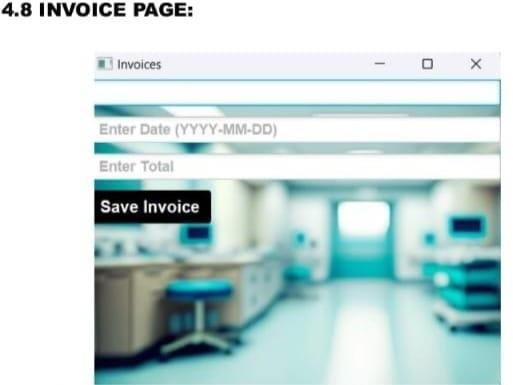 4.8 INVOICE PAGE:
Invoices
Enter Date (YYYY-MM-DD)
Enter Total
Save Invoice